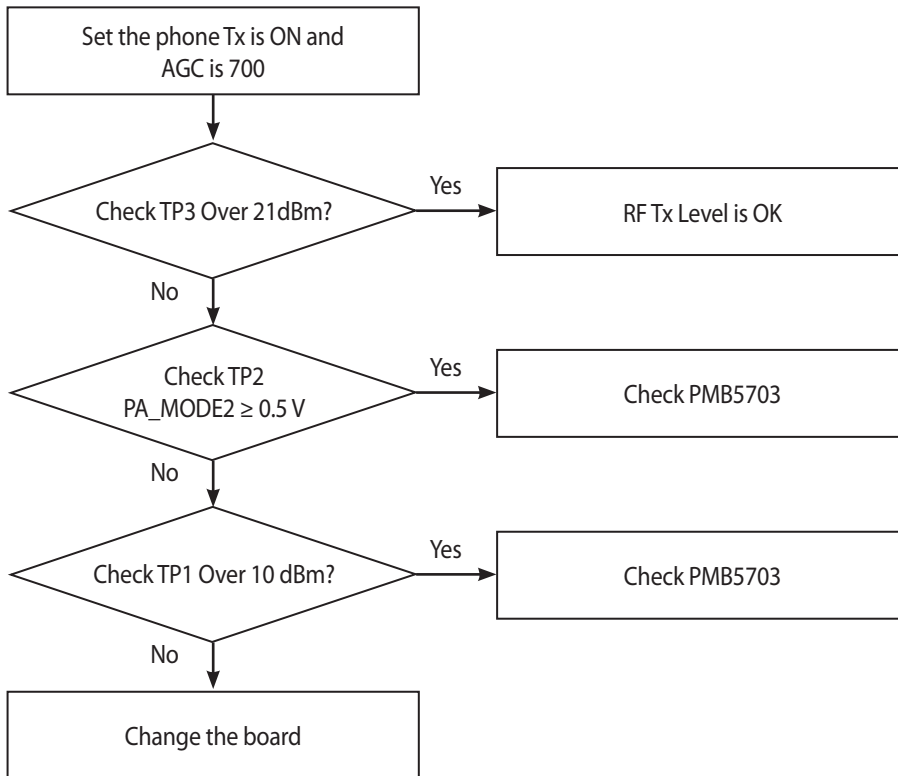 Set the phone Tx is ON and
AGC is 700
Check TP3 Over 21dBm?
Yes
RF Tx Level is OK
No
Check TP2
PA_MODE2 ≥ 0.5 V
Yes
Check PMB5703
No
Check TP1 Over 10 dBm?
Yes
Check PMB5703
No
Change the board